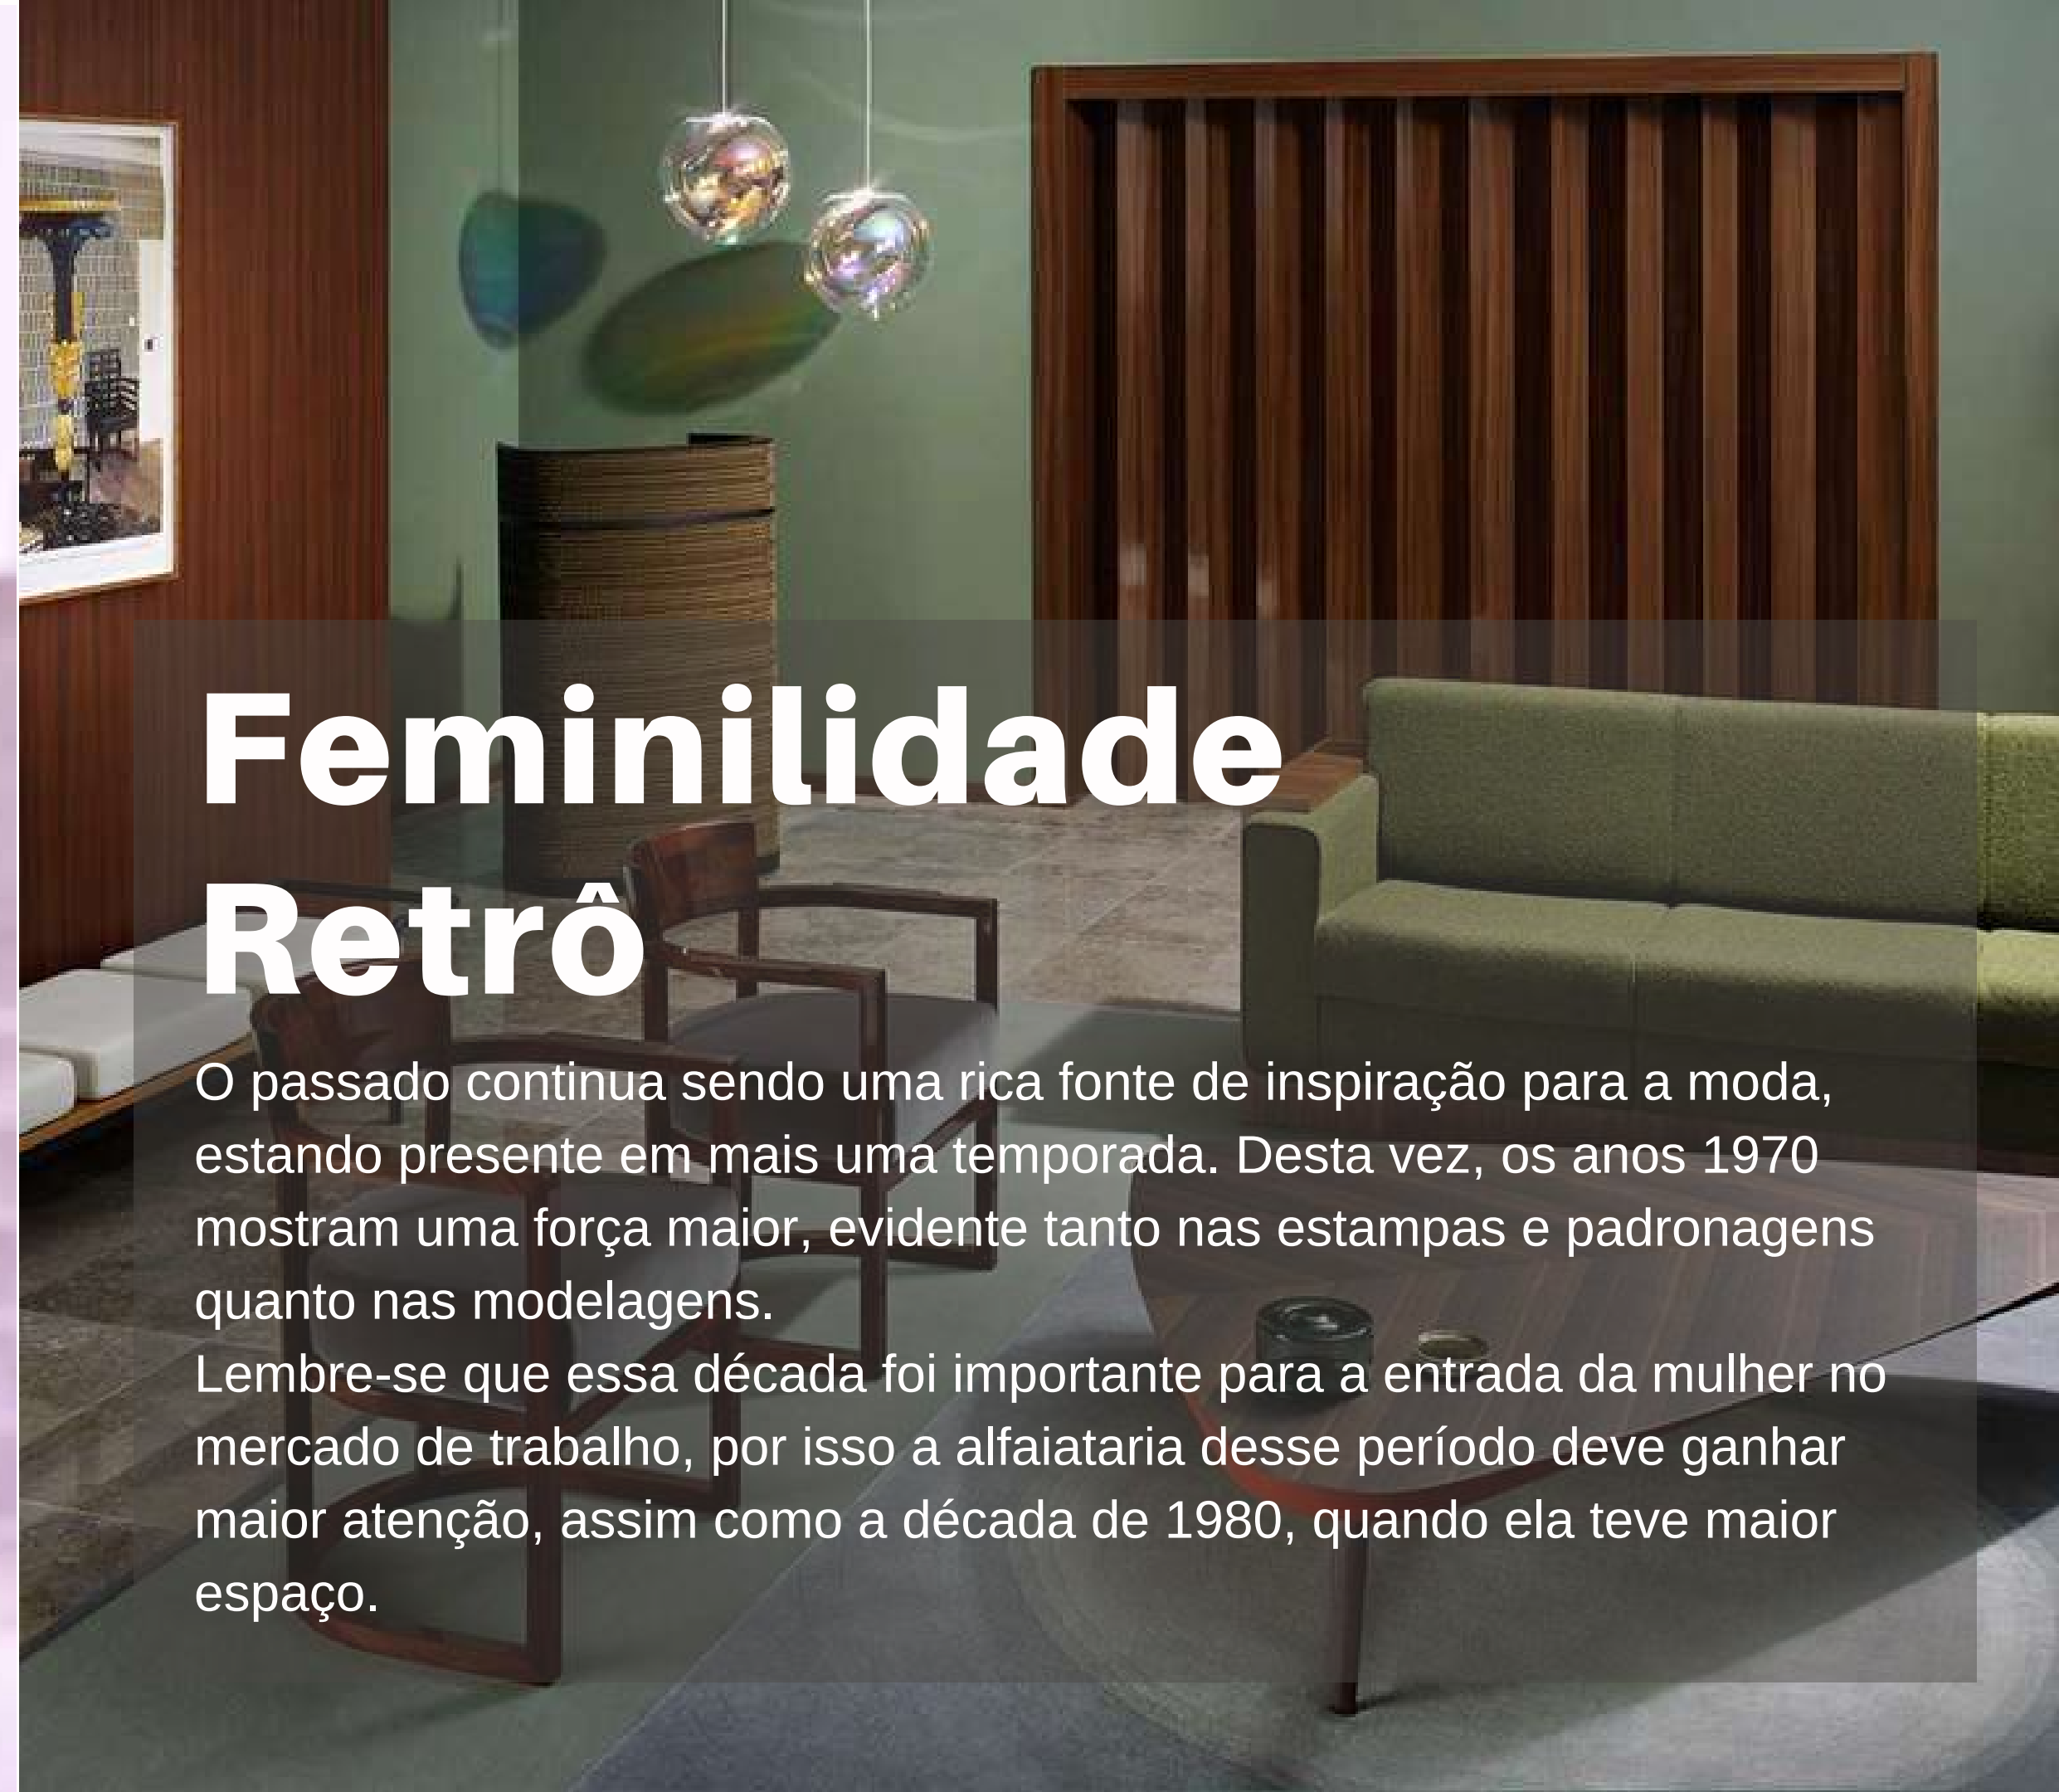 Feminilidade
Retrô
O passado continua sendo uma rica fonte de inspiração para a moda,
estando presente em mais uma temporada. Desta vez, os anos 1970
mostram uma força maior, evidente tanto nas estampas e padronagens
quanto nas modelagens.
Lembre-se que essa década foi importante para a entrada da mulher no
mercado de trabalho, por isso a alfaiataria desse período deve ganhar
maior atenção, assim como a década de 1980, quando ela teve maior
espaço.